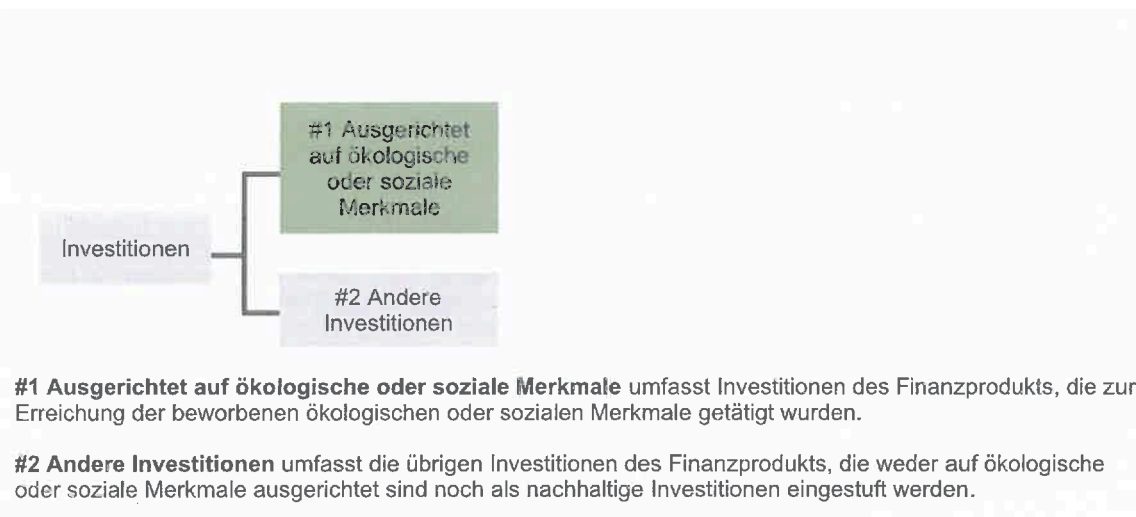 #1 Ausgerichtet
auf ökologische
oder soziale
Merkmale
Investitionen
#2 Andere
Investitionen
#1 Ausgerichtet auf ökologische oder soziale Merkmale umfasst Investitionen des Finanzprodukts, die zur
Erreichung der beworbenen ökologischen oder sozialen Merkmale getätigt wurden.
#2 Andere Investitionen umfasst die übrigen Investitionen des Finanzprodukts, die weder auf ökologische
oder soziale Merkmale ausgerichtet sind noch als nachhaltige Investitionen eingestuft werden.